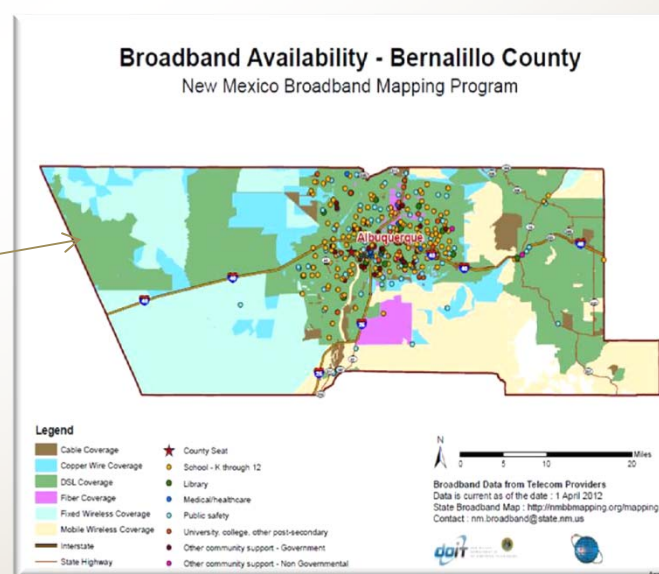 Broadband Availability - Bernalillo County
New Mexico Broadband Mapping Program
Albuquerque
Legend
Cable Coverage
Copper Wire Coverage
DSL Coverage
Fiber Coverage
Fixed Wireless Coverage
Mobile Wireless Coverage
Interstate
State Highway
County Seat
School - K through 12
Library
Medical/healthcare
Public safety
University, college, other post-secondary
Other community support - Government
Other community support - Non Governmental
N
Miles
0 5 10 20
Broadband Data from Telecom Providers
Data is current as of the date : 1 April 2012
State Broadband Map : http://nmbbmapping.org/mapping
Contact : nm.broadband@state.nm.us
doIT